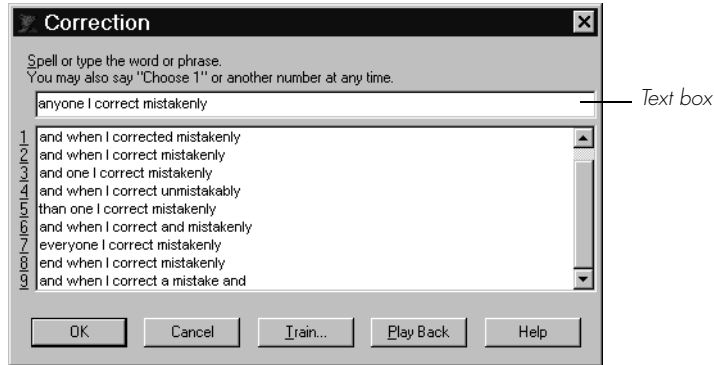 Correction
Spell or type the word or phrase.
You may also say "Choose 1" or another number at any time.
anyone I correct mistakenly
Text box
1 and when I corrected mistakenly
2 and when I correct mistakenly
3 and one I correct mistakenly
4 and when I correct unmistakably
5 than one I correct mistakenly
6 and when I correct and mistakenly
7 everyone I correct mistakenly
8 end when I correct mistakenly
9 and when I correct a mistake and
OK Cancel Train... Play Back Help